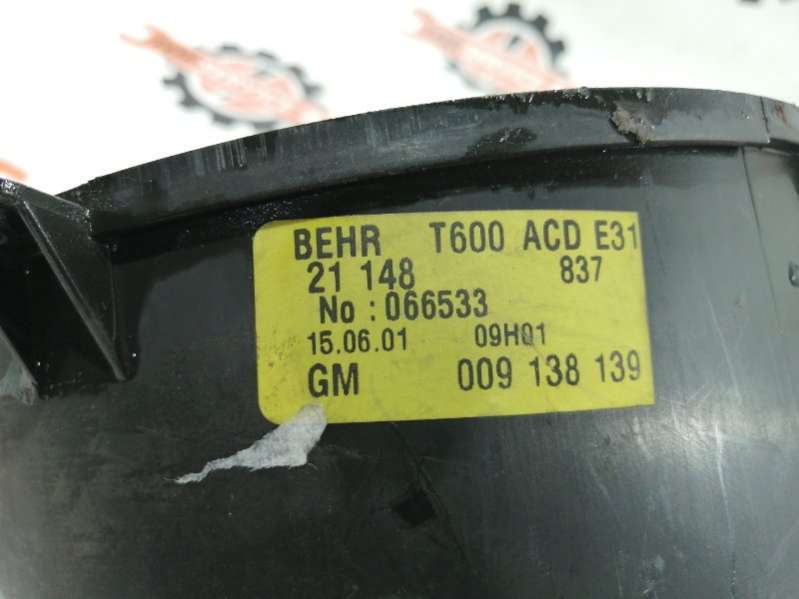 BEHR T600 ACD E31
21 148 837
No : 066533
15.06.01 09H01
GM 009 138 139